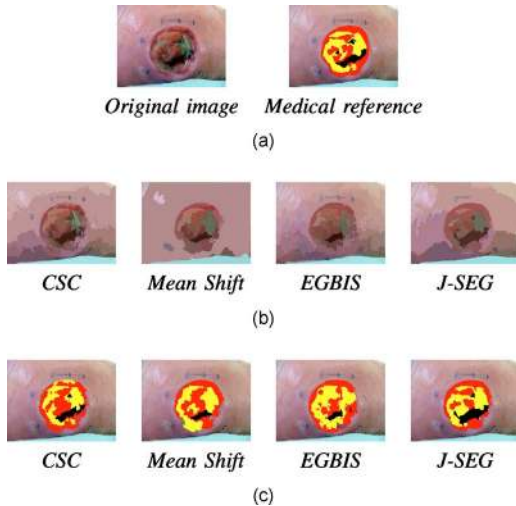 Original image Medical reference
(a)
CSC Mean Shift EGBIS J-SEG
(b)
CSC Mean Shift EGBIS J-SEG
(c)